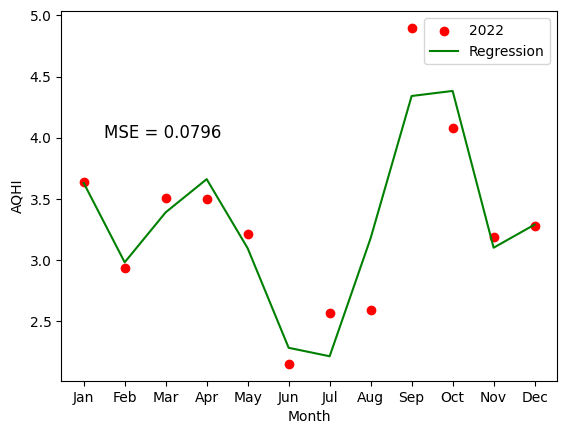 5.0
4.5
4.0
3.5
3.0
2.5
AQHI
MSE = 0.0796
2022
Regression
Jan Feb Mar Apr May Jun Jul Aug Sep Oct Nov Dec
Month